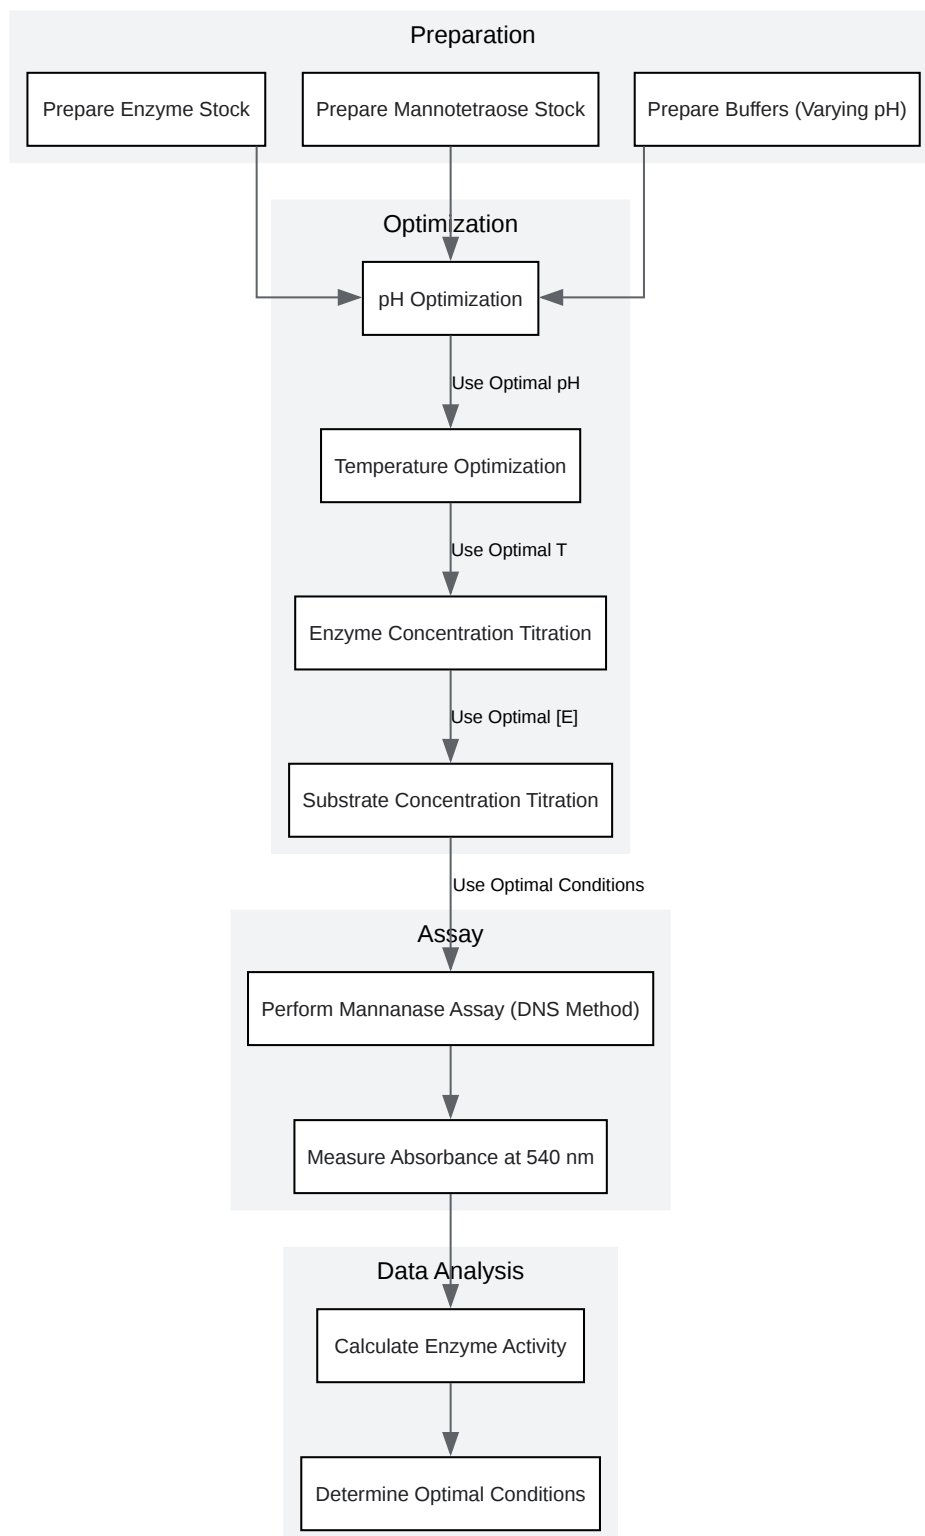 Preparation
Prepare Enzyme Stock
Prepare Mannotetraose Stock
Prepare Buffers (Varying pH)
Optimization
pH Optimization
Use Optimal pH
Temperature Optimization
Use Optimal T
Enzyme Concentration Titration
Use Optimal [E]
Substrate Concentration Titration
Use Optimal Conditions
Assay
Perform Mannanase Assay (DNS Method)
Measure Absorbance at 540 nm
Data Analysis
Calculate Enzyme Activity
Determine Optimal Conditions